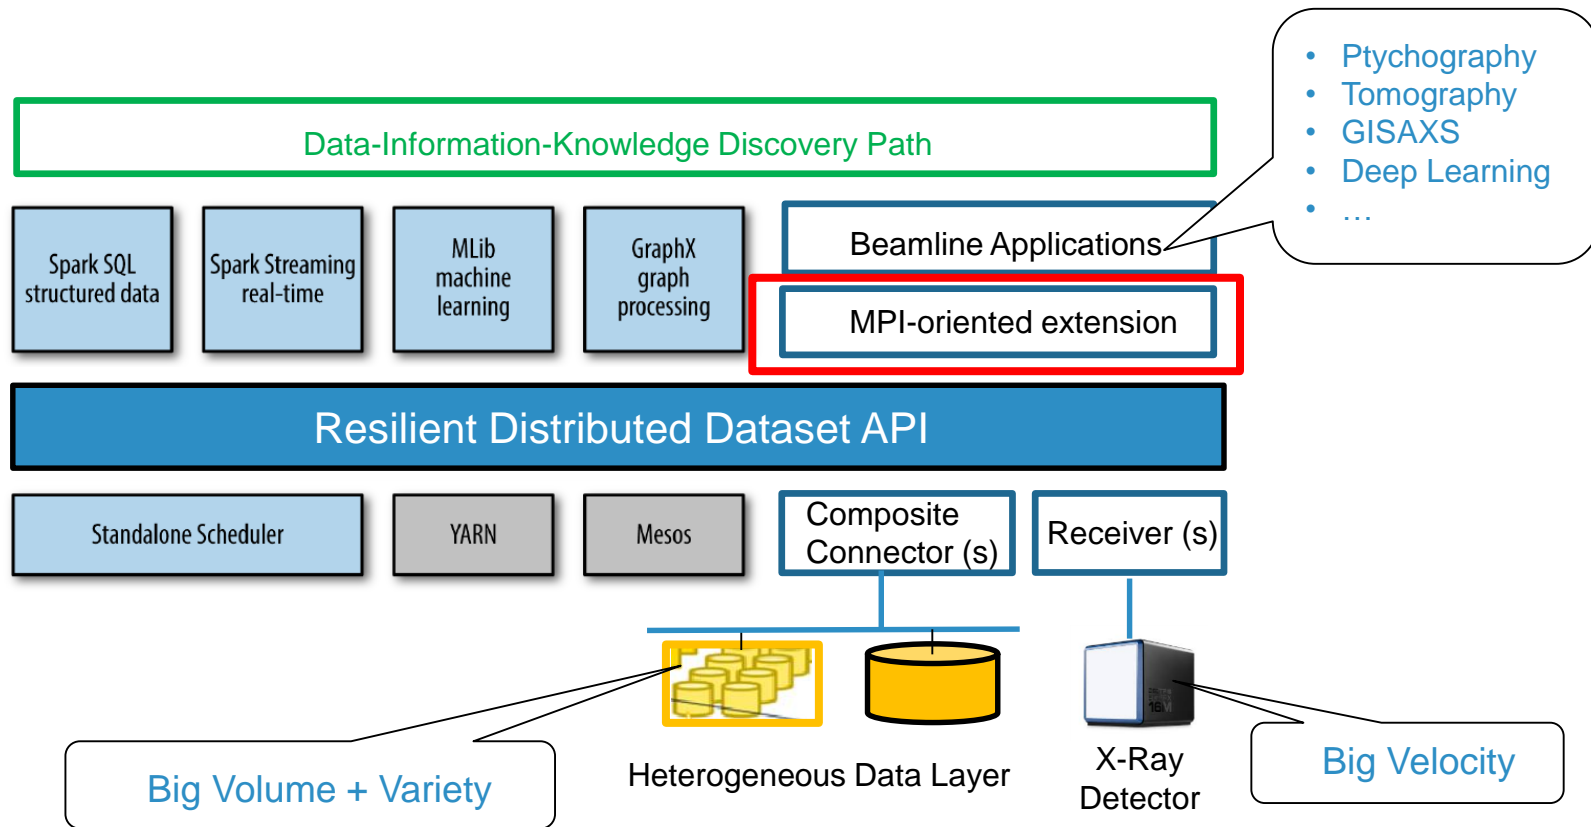 • Ptychography
• Tomography
• GISAXS
• Deep Learning
• …
Data-Information-Knowledge Discovery Path
Spark SQL
structured data
Spark Streaming
real-time
MLib
machine
learning
GraphX
graph
processing
Beamline Applications
MPI-oriented extension
Resilient Distributed Dataset API
Standalone Scheduler
YARN
Mesos
Composite
Connector (s)
Receiver (s)
16M
Big Volume + Variety
Heterogeneous Data Layer
X-Ray
Detector
Big Velocity